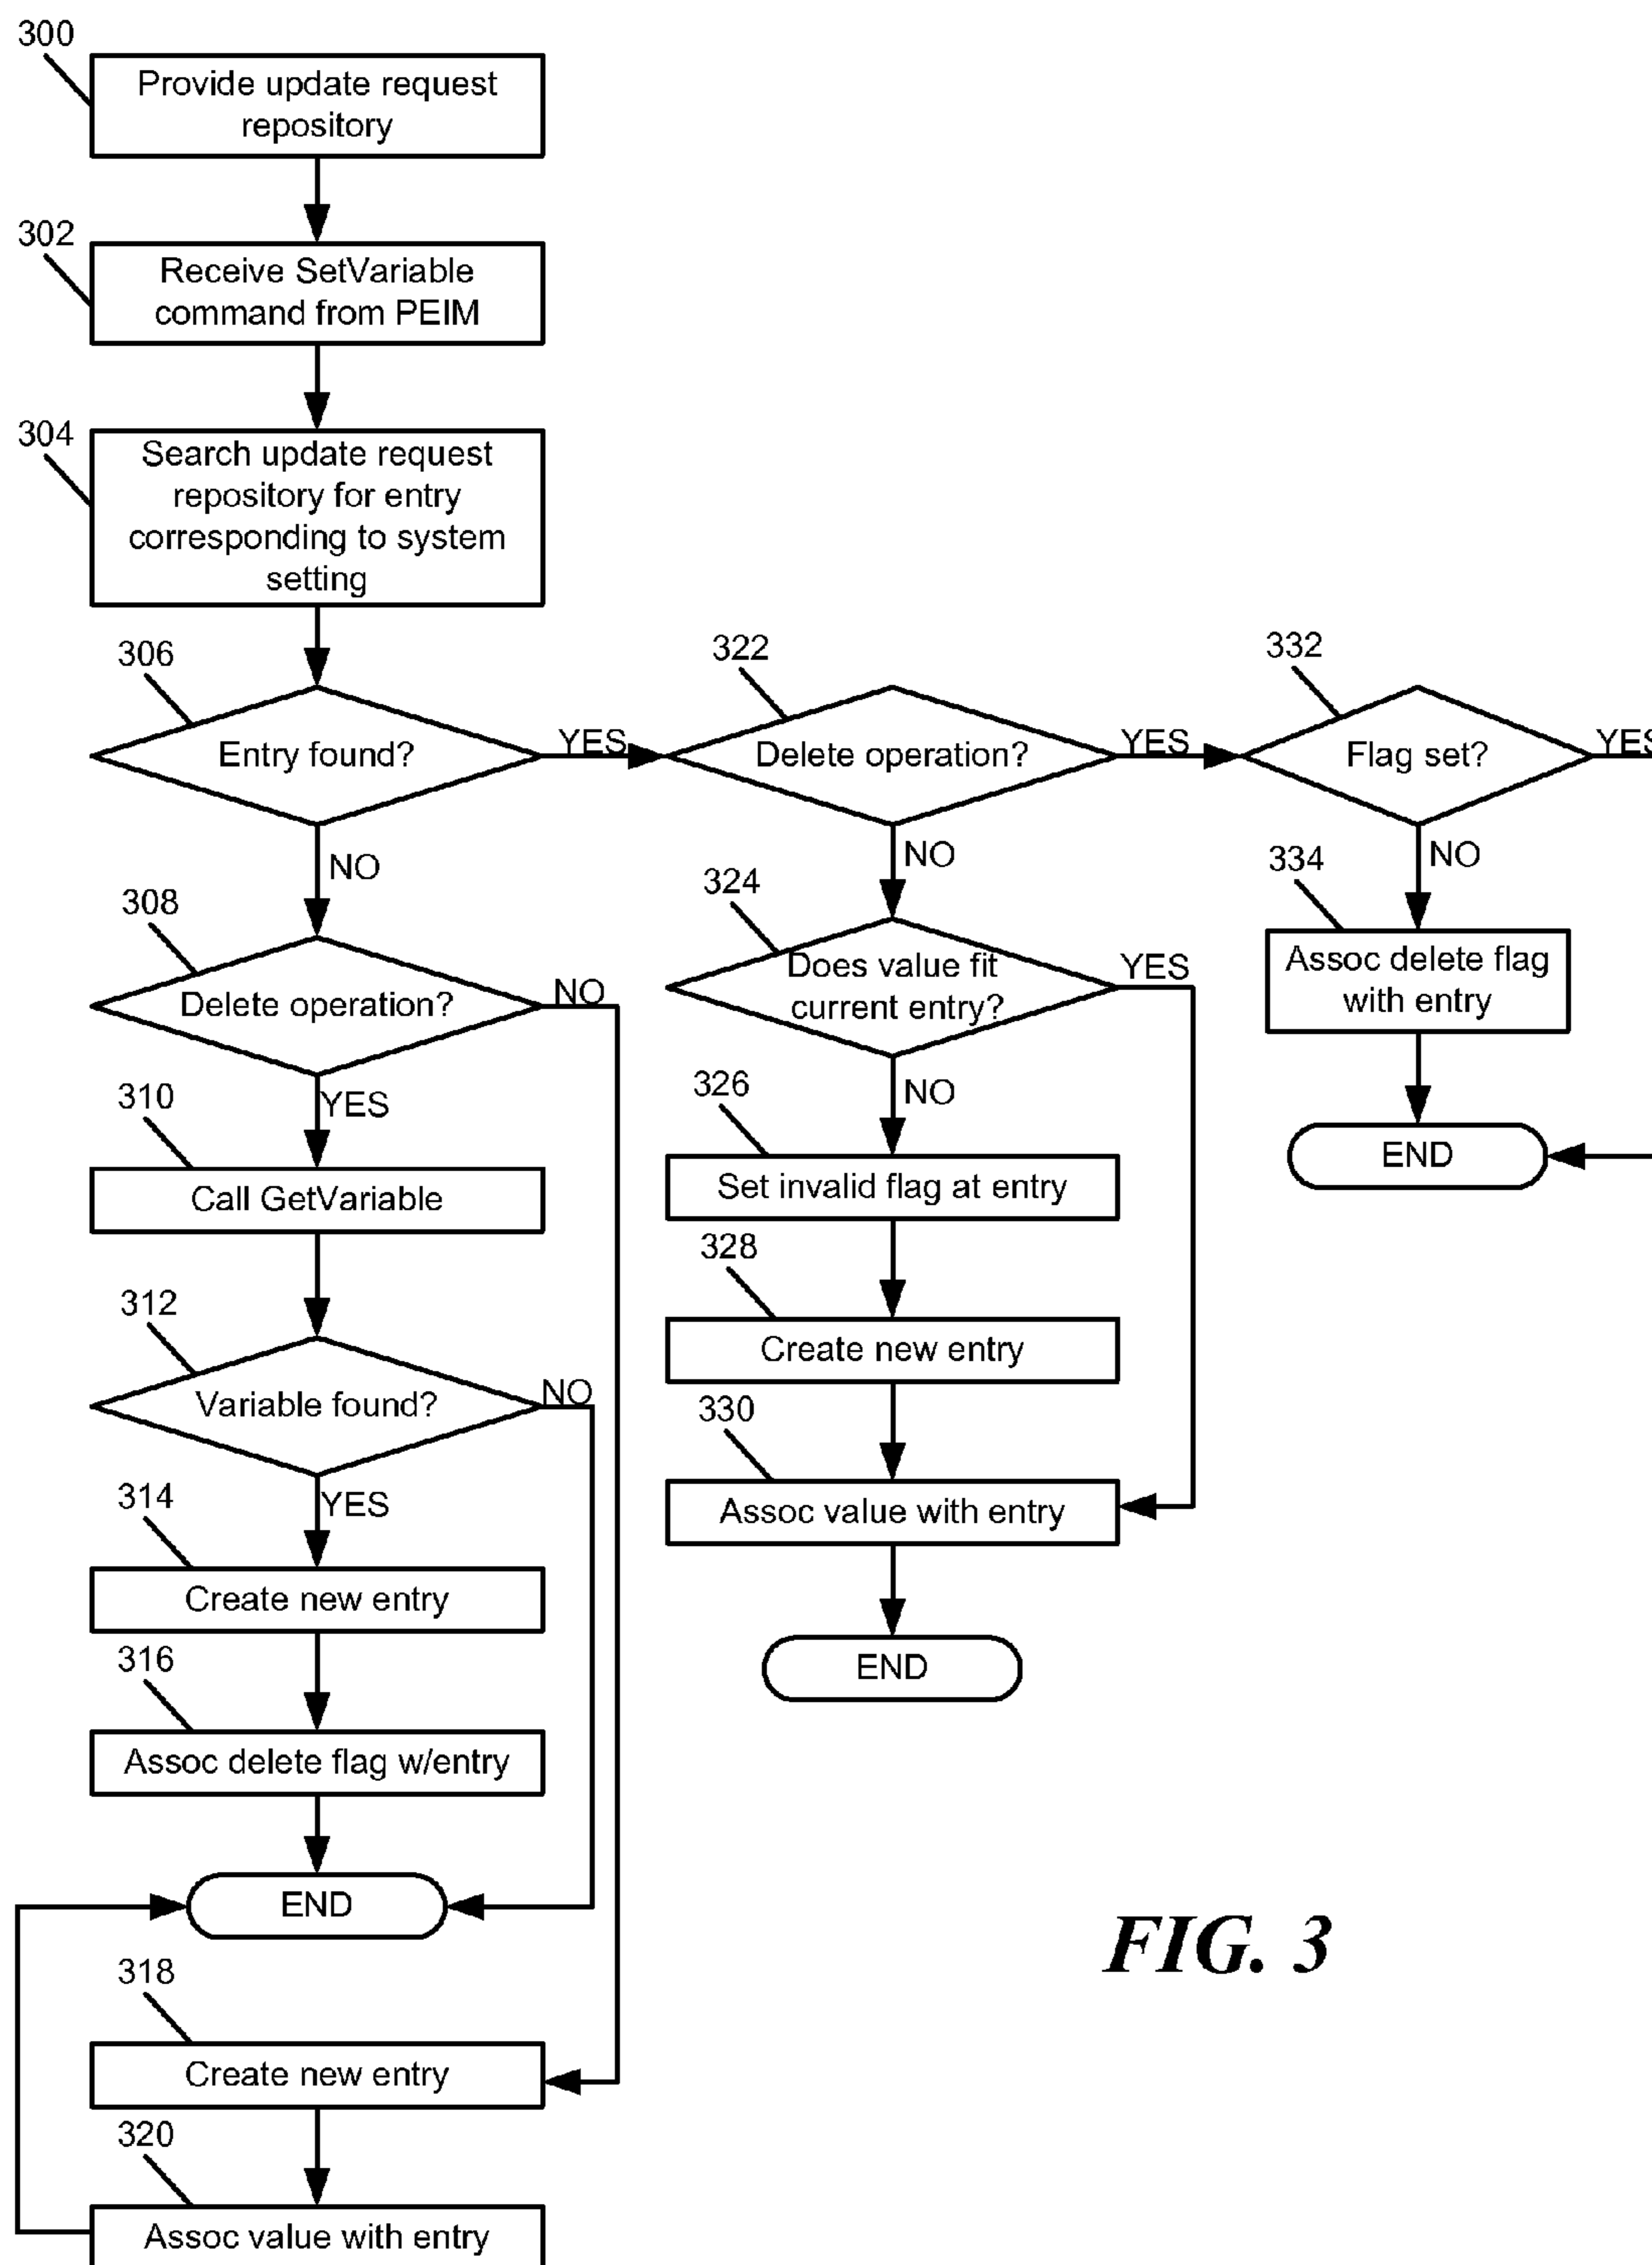 300
Provide update request
repository
302
Receive SetVariable
command from PEIM
304
Search update request
repository for entry
corresponding to system
setting
306
Entry found?
YES
NO
308
Delete operation?
NO
YES
310
Call GetVariable
312
Variable found?
NO
YES
314
Create new entry
316
Assoc delete flag w/entry
END
318
Create new entry
320
Assoc value with entry
322
Delete operation?
YES
NO
324
Does value fit
current entry?
YES
NO
326
Set invalid flag at entry
328
Create new entry
330
Assoc value with entry
END
332
Flag set?
YES
NO
334
Assoc delete flag
with entry
END
FIG. 3